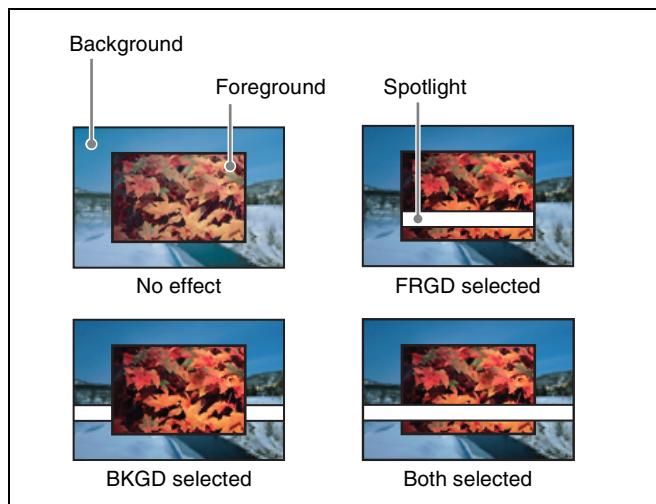 Background
Foreground
Spotlight
No effect
FRGD selected
BKGD selected
Both selected